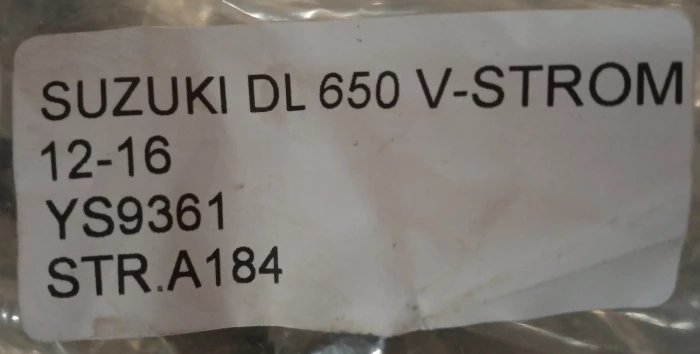 SUZUKI DL 650 V-STROM
12-16
YS9361
STR.A184